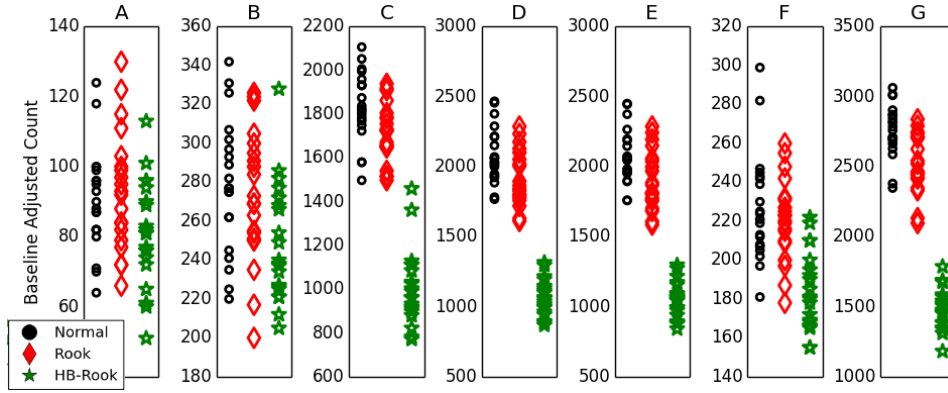 A B C D E F G
140 360 2200 3000 3000 320 3500
120 340 2000 2500 2500 300 3000
100 320 1800 2000 2000 280 2500
80 300 1600 1500 1500 260 2000
60 280 1400 1000 1000 240 1500
260 1200 500 500 220 1000
240 1000 200
220 800 180
200 600 160
180 140
Baseline Adjusted Count
Normal
Rook
HB-Rook